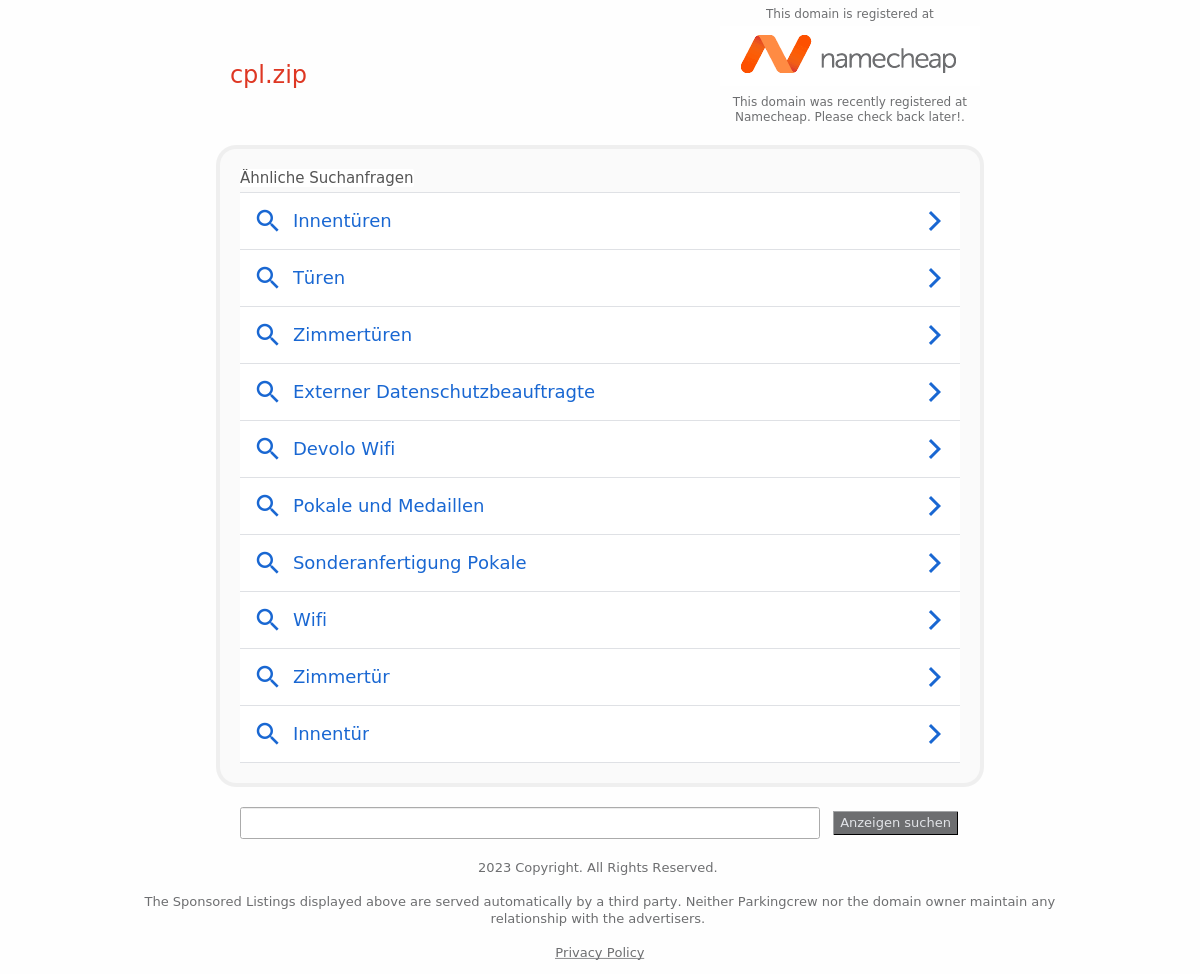 This domain is registered at
namecheap
cpl.zip
This domain was recently registered at
Namecheap. Please check back later!.
Ähnliche Suchanfragen
Innentüren
Türen
Zimmertüren
Externer Datenschutzbeauftragte
Devolo Wifi
Pokale und Medaillen
Sonderanfertigung Pokale
Wifi
Zimmertür
Innentür
Anzeigen suchen
2023 Copyright. All Rights Reserved.
The Sponsored Listings displayed above are served automatically by a third party. Neither Parkingcrew nor the domain owner maintain any
relationship with the advertisers.
Privacy Policy